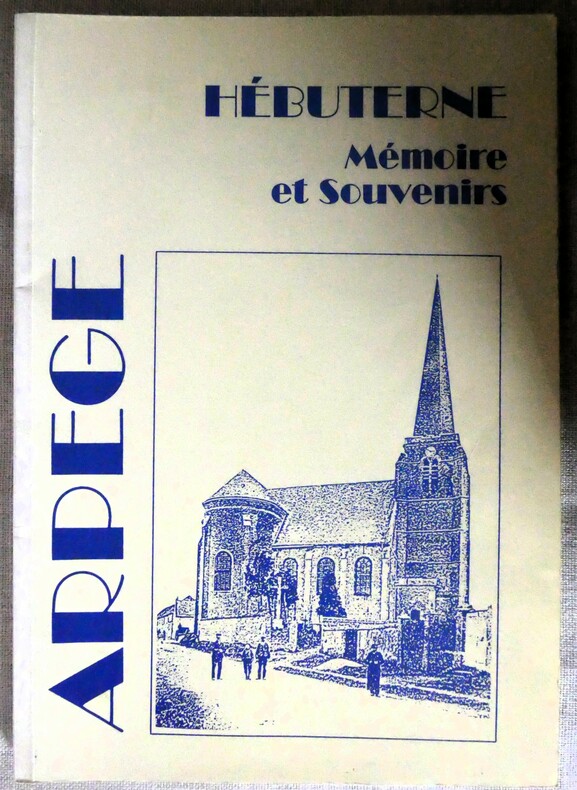 HÉBUTERNE
Mémoire
et Souvenirs
ARPEGE